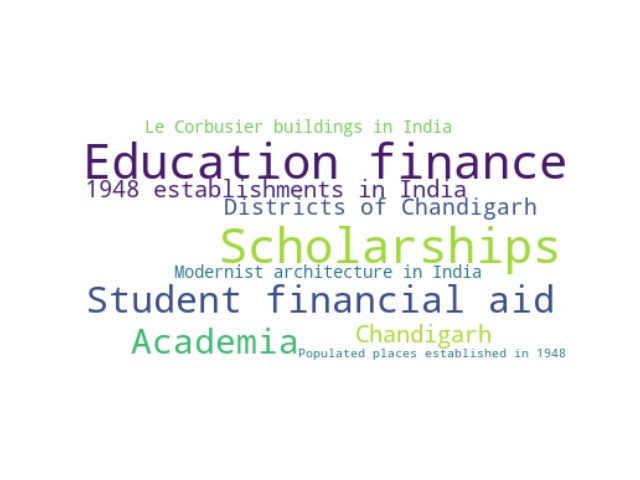 Le Corbusier buildings in India
Education finance
1948 establishments in India
Districts of Chandigarh
Scholarships
Modernist architecture in India
Student financial aid
Academia
Chandigarh
Populated places established in 1948